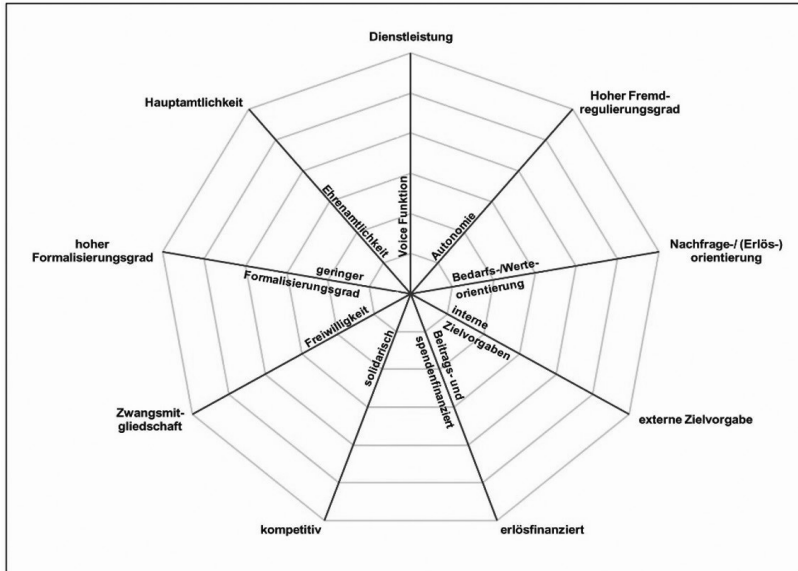 Dienstleistung
Hauptamtlichkeit
Hoher Fremd-
regulierungsgrad
Ehrenamtlichkeit
Voice Funktion
Autonomie
hoher
Formalisierungsgrad
geringer
Formalisierungsgrad
Bedarfs-/Werte-
orientierung
Nachfrage-/ (Erlös-)
orientierung
Freiwilligkeit
interne
Zielvorgaben
solidarisch
Beitrags- und
spendenfinanziert
Zwangsmit-
gliedschaft
externe Zielvorgabe
kompetitiv
erlösfinanziert